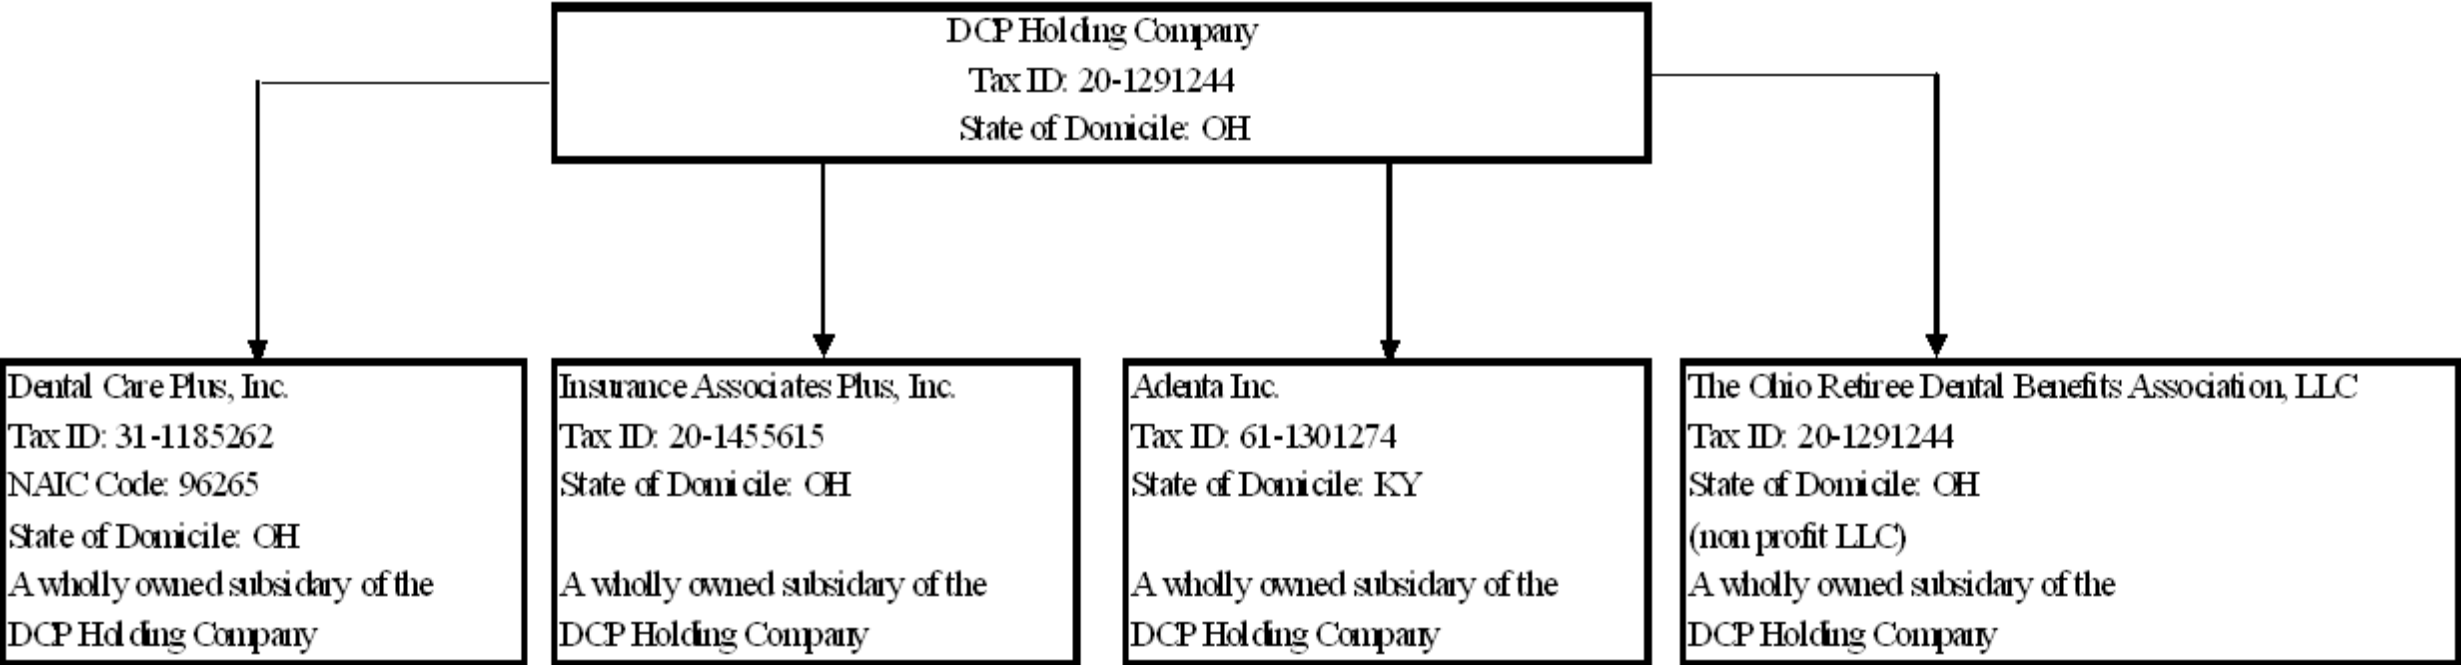 DCP Holding Company
Tax ID: 20-1291244
State of Domicile: OH
Dental Care Plus, Inc.
Tax ID: 31-1185262
NAIC Code: 96265
State of Domicile: OH
A wholly owned subsidary of the
DCP Holding Company
Insurance Associates Plus, Inc.
Tax ID: 20-1455615
State of Domicile: OH
A wholly owned subsidary of the
DCP Holding Company
Adenta Inc.
Tax ID: 61-1301274
State of Domicile: KY
A wholly owned subsidary of the
DCP Holding Company
The Ohio Retiree Dental Benefits Association, LLC
Tax ID: 20-1291244
State of Domicile: OH
(non profit LLC)
A wholly owned subsidary of the
DCP Holding Company